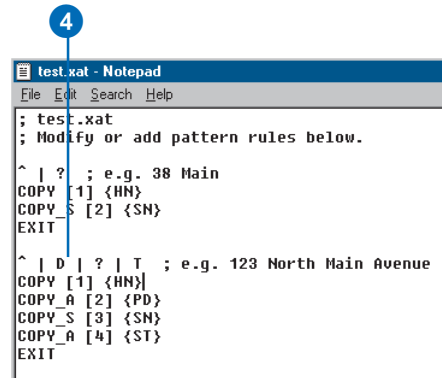 4
test.xat - Notepad
File Edit Search Help
; test.xat
; Modify or add pattern rules below.
^ | ? ; e.g. 38 Main
COPY [1] {HN}
COPY_S [2] {SN}
EXIT
^ | D | ? | T ; e.g. 123 North Main Avenue
COPY [1] {HN}
COPY_A [2] {PD}
COPY_S [3] {SN}
COPY_A [4] {ST}
EXIT